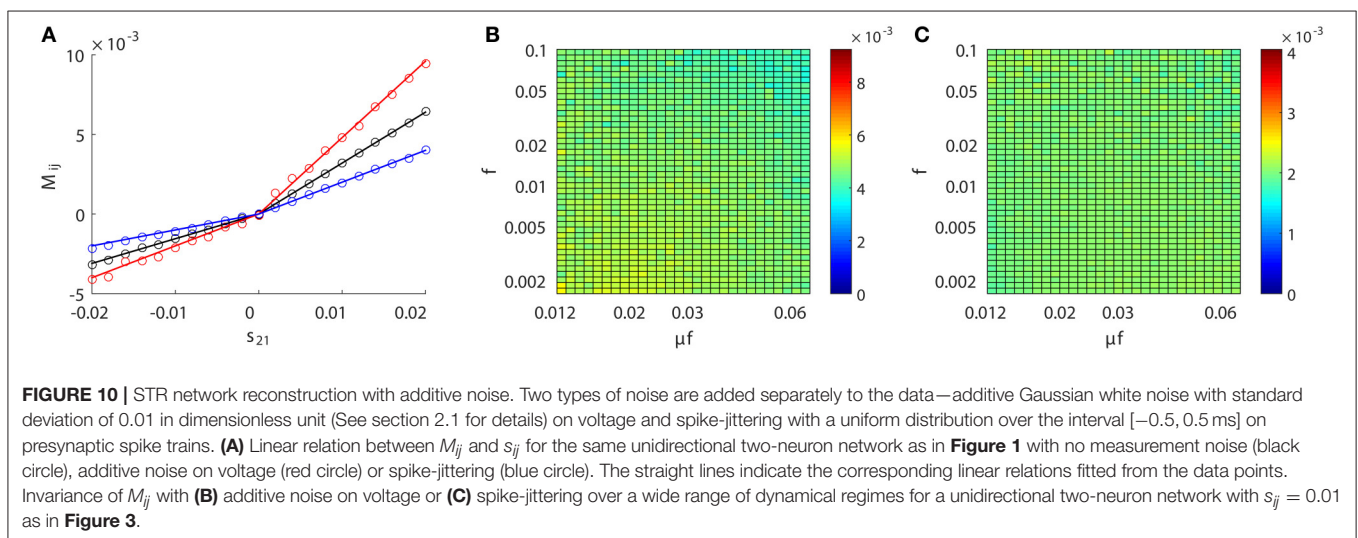 A
B
C
× 10 -3
10
5
0
-5
M ij
-0.02
-0.01
0
0.01
0.02
s21
0.1
0.05
0.02
0.01
0.005
0.002
f
0.012
0.02
0.03
0.06
μf
× 10 -3
8
6
4
2
0
0.1
0.05
0.02
0.01
0.005
0.002
f
0.012
0.02
0.03
0.06
μf
× 10 -3
4
3
2
1
0
FIGURE 10 | STR network reconstruction with additive noise. Two types of noise are added separately to the data—additive Gaussian white noise with standard
deviation of 0.01 in dimensionless unit (See section 2.1 for details) on voltage and spike-jittering with a uniform distribution over the interval [−0.5, 0.5 ms] on
presynaptic spike trains. (A) Linear relation between Mij and sij for the same unidirectional two-neuron network as in Figure 1 with no measurement noise (black
circle), additive noise on voltage (red circle) or spike-jittering (blue circle). The straight lines indicate the corresponding linear relations fitted from the data points.
Invariance of Mij with (B) additive noise on voltage or (C) spike-jittering over a wide range of dynamical regimes for a unidirectional two-neuron network with sij = 0.01
as in Figure 3.